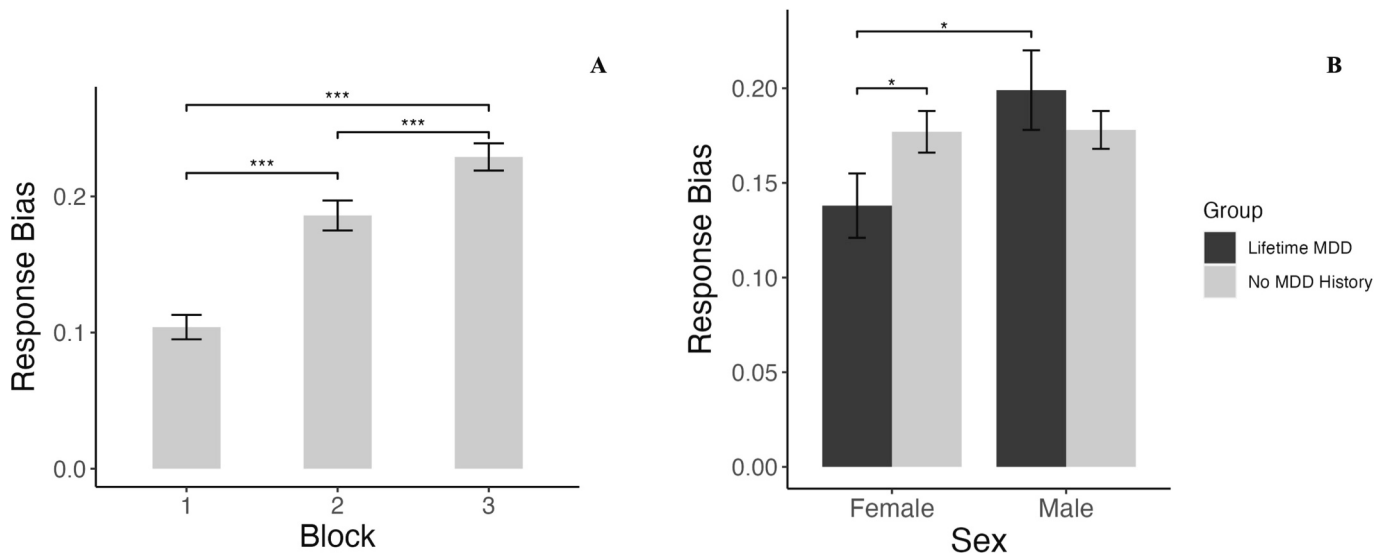 A
***
***
***
0.2
0.1
0.0
Response Bias
1 2 3
Block
B
*
*
0.20
0.15
0.10
0.05
0.00
Response Bias
Female Male
Sex
Group
Lifetime MDD
No MDD History